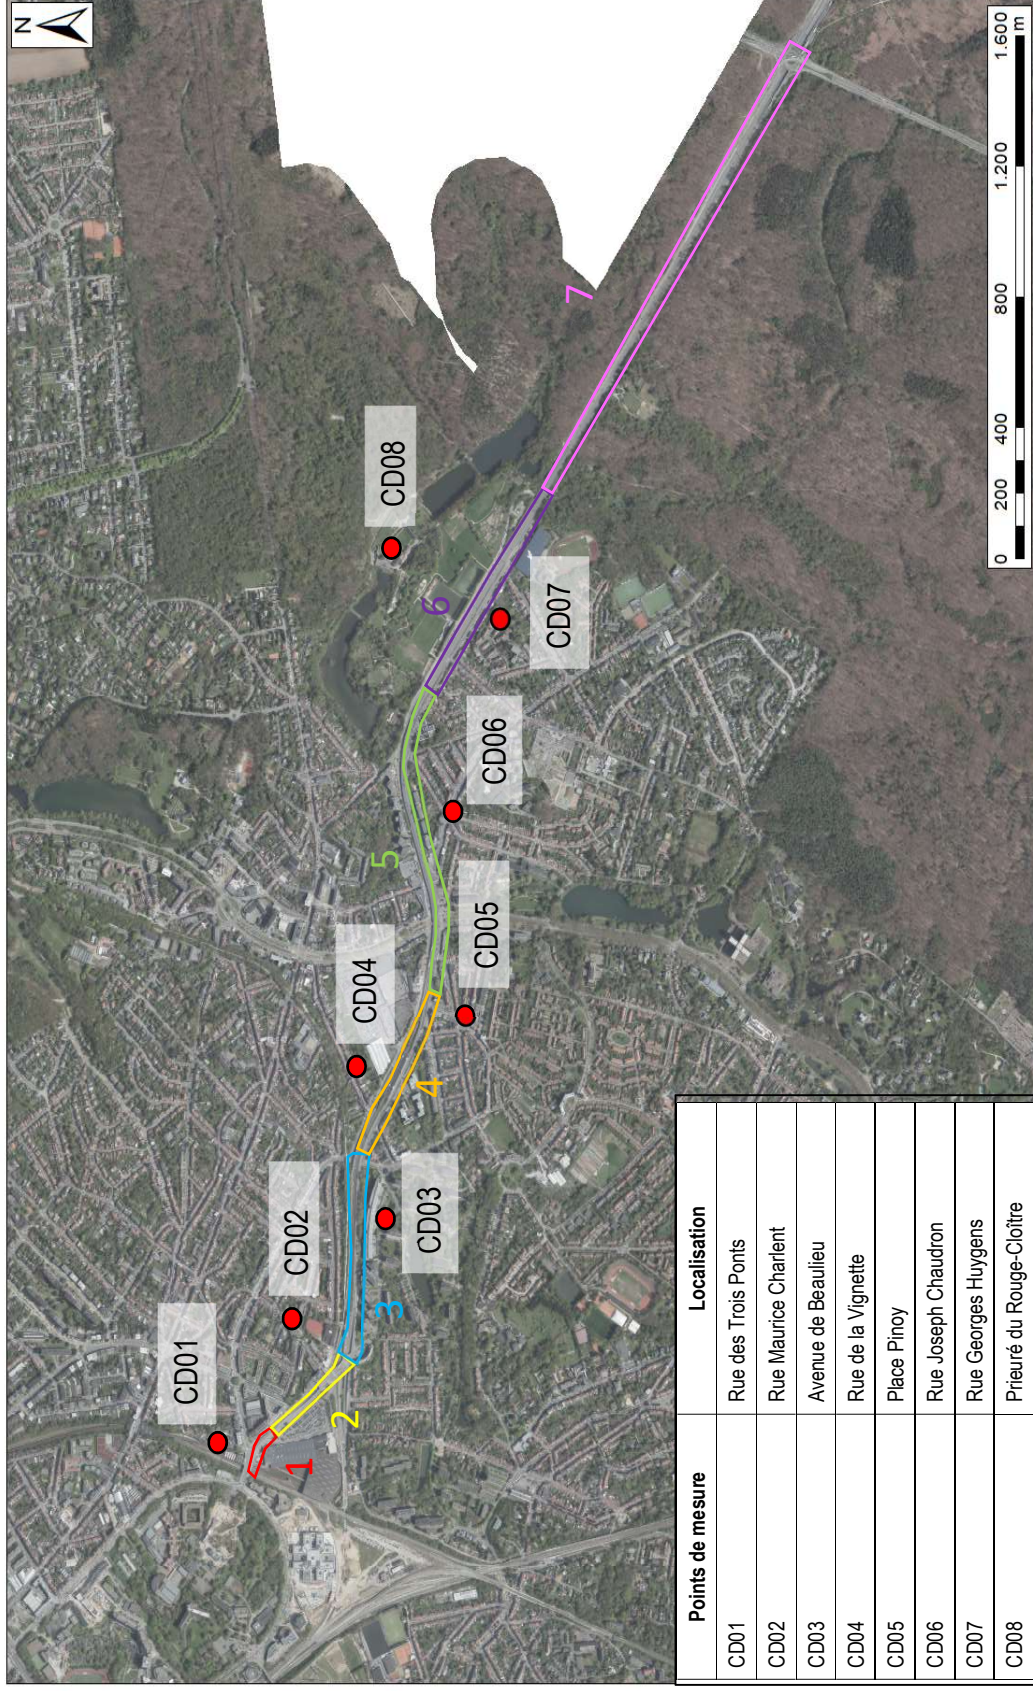 N
CD01
CD02
CD03
CD04
CD05
CD06
CD07
CD08
1
2
3
4
5
6
7
Points de mesure Localisation
CD01 Rue des Trois Ponts
CD02 Rue Maurice Charlent
CD03 Avenue de Beaulieu
CD04 Rue de la Vignette
CD05 Place Pinoy
CD06 Rue Joseph Chaudron
CD07 Rue Georges Huygens
CD08 Prieuré du Rouge-Cloître
0 200 400 800 1.200 1.600
m